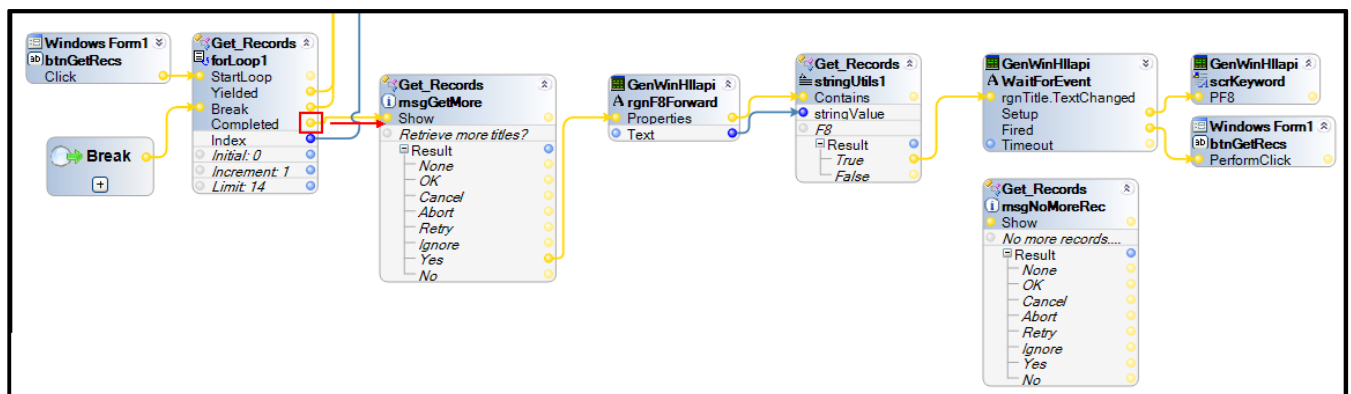 Windows Form1
btnGetRecs
Click
Break
Get_Records
forLoop1
StartLoop
Yielded
Break
Completed
Index
Initial: 0
Increment: 1
Limit: 14
Get_Records
msgGetMore
Show
Retrieve more titles?
Result
None
OK
Cancel
Abort
Retry
Ignore
Yes
No
GenWinHllapi
A rgnF8Forward
Properties
Text
Get_Records
stringUtils1
Contains
stringValue
F8
Result
True
False
GenWinHllapi
A WaitForEvent
rgnTitle.TextChanged
Setup
Fired
Timeout
Get_Records
msgNoMoreRec
Show
No more records....
Result
None
OK
Cancel
Abort
Retry
Ignore
Yes
No
GenWinHllapi
scrKeyword
PF8
Windows Form1
btnGetRecs
PerformClick